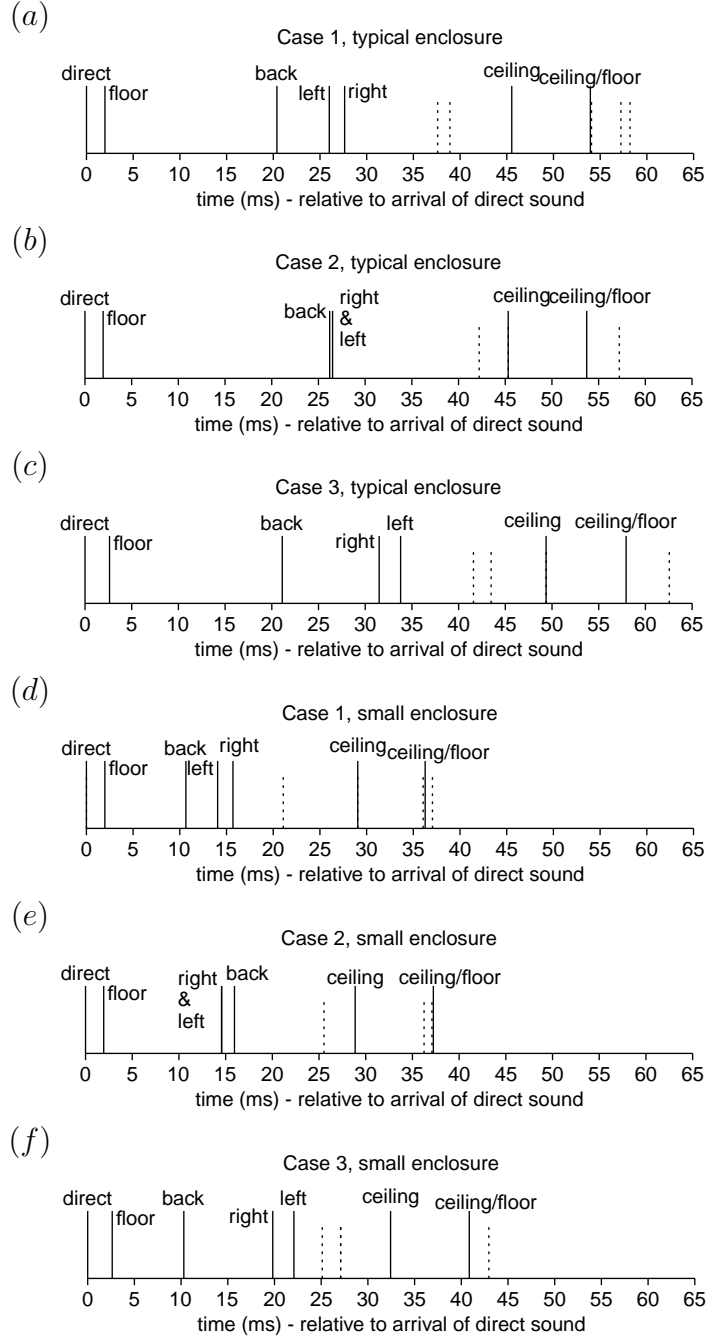 (a)
Case 1, typical enclosure
direct
floor
back
left
right
ceiling
ceiling/floor
0 5 10 15 20 25 30 35 40 45 50 55 60 65
time (ms) - relative to arrival of direct sound
(b)
Case 2, typical enclosure
direct
floor
back
right
&
left
ceiling
ceiling/floor
0 5 10 15 20 25 30 35 40 45 50 55 60 65
time (ms) - relative to arrival of direct sound
(c)
Case 3, typical enclosure
direct
floor
back
right
left
ceiling
ceiling/floor
0 5 10 15 20 25 30 35 40 45 50 55 60 65
time (ms) - relative to arrival of direct sound
(d)
Case 1, small enclosure
direct
floor
back
left
right
ceiling
ceiling/floor
0 5 10 15 20 25 30 35 40 45 50 55 60 65
time (ms) - relative to arrival of direct sound
(e)
Case 2, small enclosure
direct
floor
right
&
left
back
ceiling
ceiling/floor
0 5 10 15 20 25 30 35 40 45 50 55 60 65
time (ms) - relative to arrival of direct sound
(f)
Case 3, small enclosure
direct
floor
back
right
left
ceiling
ceiling/floor
0 5 10 15 20 25 30 35 40 45 50 55 60 65
time (ms) - relative to arrival of direct sound